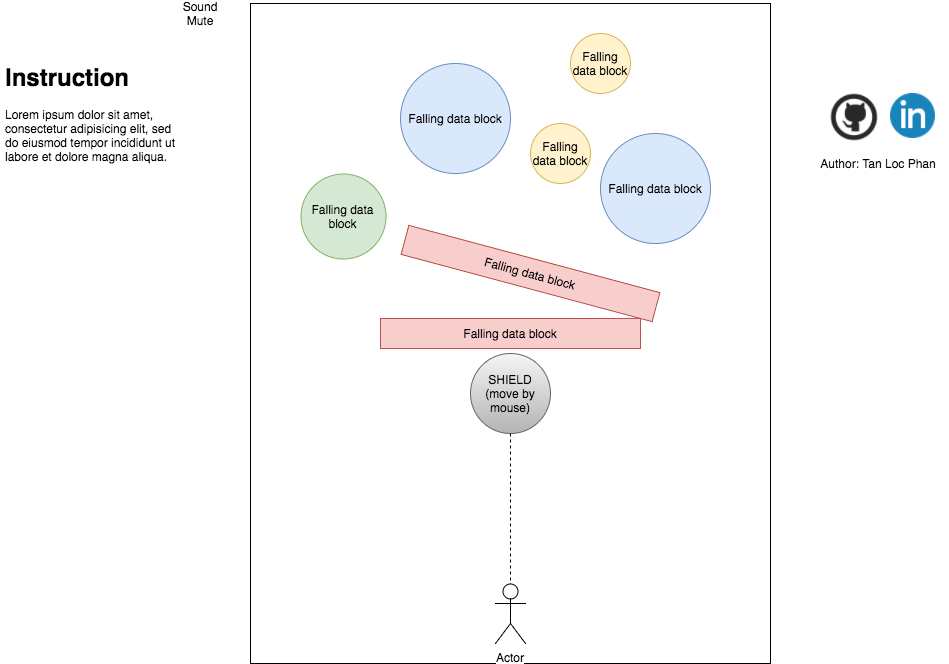 Sound
Mute
Instruction
Lorem ipsum dolor sit amet,
consectetur adipisicing elit, sed
do eiusmod tempor incididunt ut
labore et dolore magna aliqua.
Falling
data block
Falling data block
Falling
data block
Falling data block
Falling data
block
Falling data block
Falling data block
SHIELD
(move by
mouse)
Actor
in
Author: Tan Loc Phan